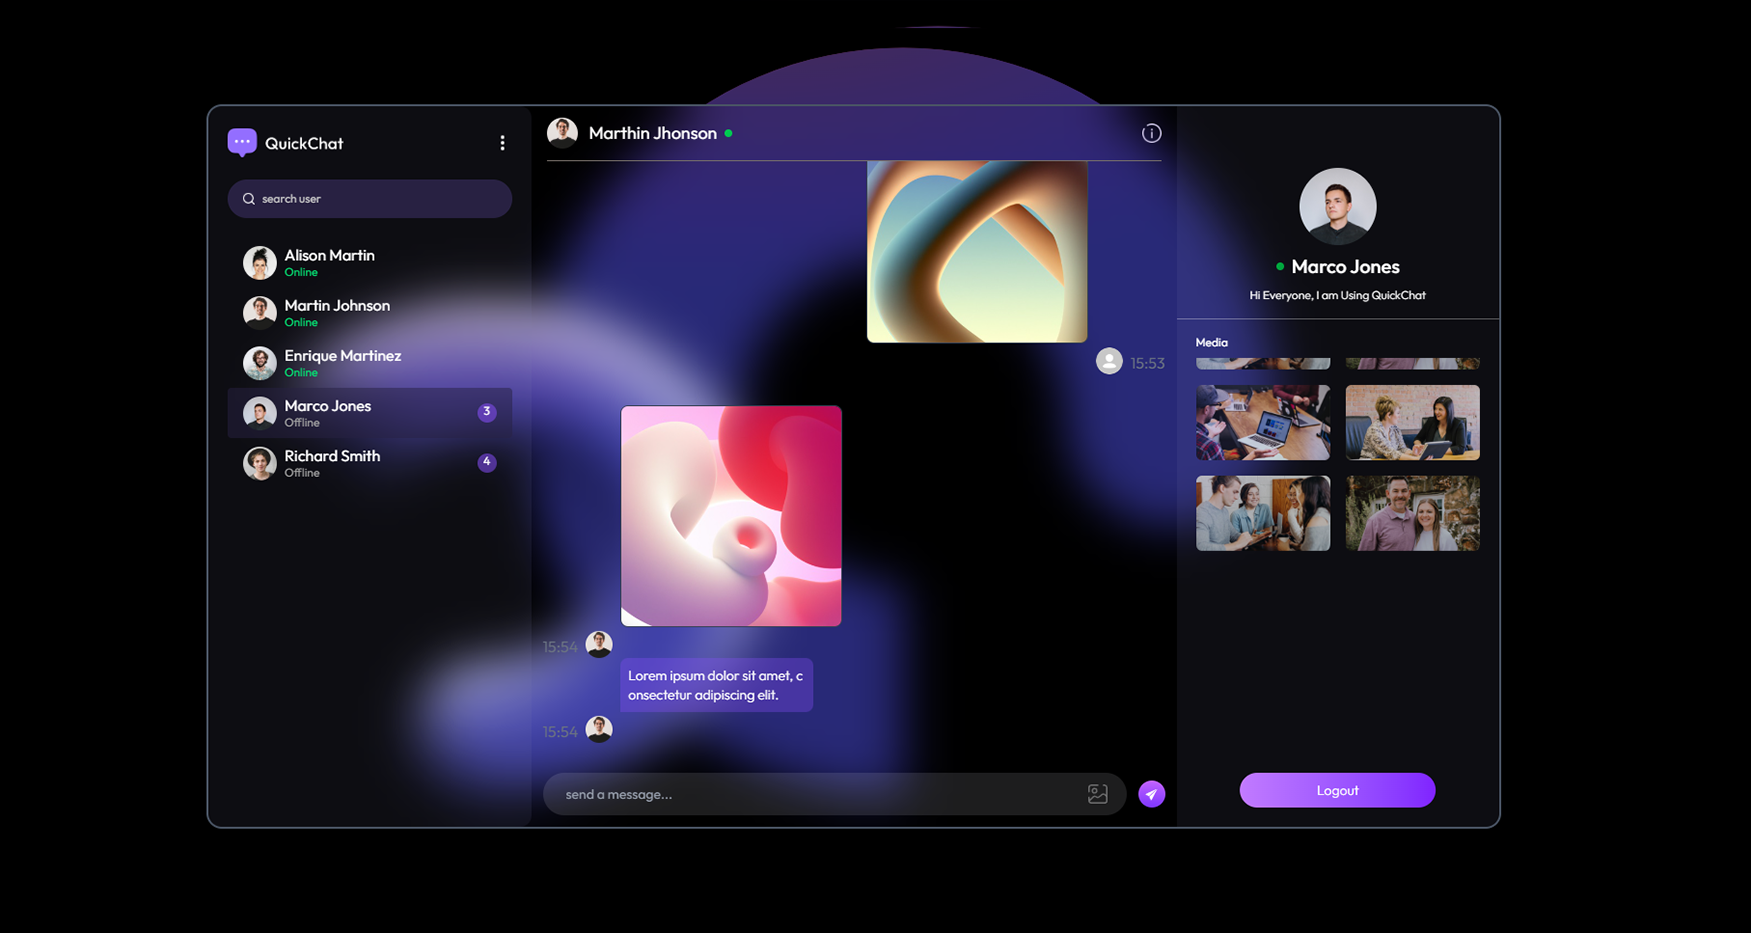 QuickChat
search user
Alison Martin
Online
Martin Johnson
Online
Enrique Martinez
Online
Marco Jones
Offline
3
Richard Smith
Offline
4
Marthin Jhonson
15:53
15:54
Lorem ipsum dolor sit amet, c
onsectetur adipiscing elit.
15:54
send a message...
Marco Jones
Hi Everyone, I am Using QuickChat
Media
Logout